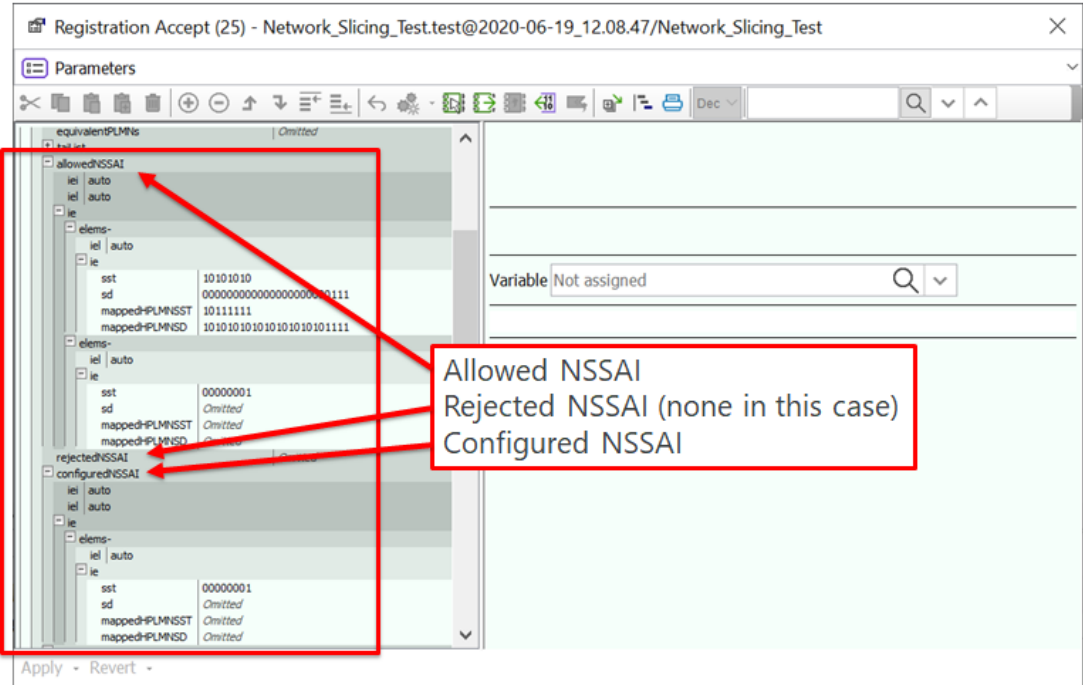 Registration Accept (25) - Network_Slicing_Test.test@2020-06-19_12.08.47/Network_Slicing_Test
Parameters
Dec
equivalentPLMNs Omitted
taiList
allowedNSSAI
iei auto
iel auto
ie
elems-
iel auto
ie
sst 10101010
sd
mappedHPLMNSST 10111111
mappedHPLMNSD 101010101010101010101111
elems-
iel auto
ie
sst 00000001
sd Omitted
mappedHPLMNSST Omitted
mappedHPLMNSD Omitted
rejectedNSSAI Omitted
configuredNSSAI
iei auto
iel auto
ie
elems-
iel auto
ie
sst 00000001
sd Omitted
mappedHPLMNSST Omitted
mappedHPLMNSD Omitted
Variable Not assigned
Allowed NSSAI
Rejected NSSAI (none in this case)
Configured NSSAI
Apply - Revert -